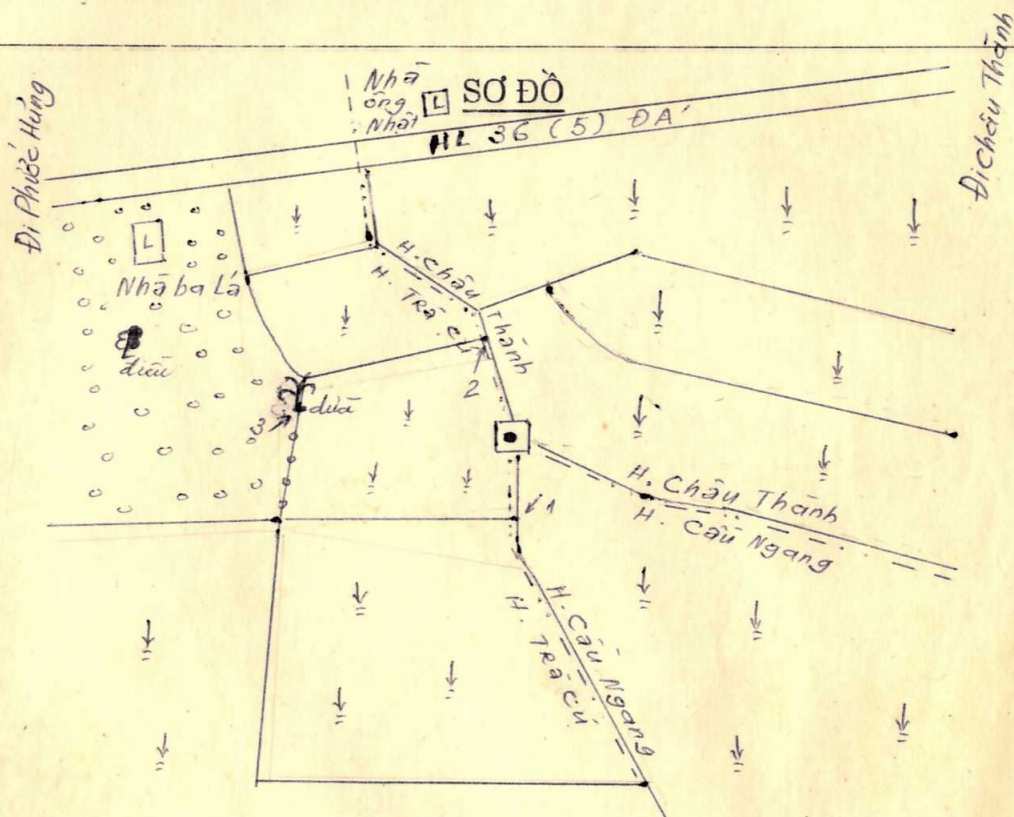 Đi Phước Hưng
Nhà
ông
Nhật
L
SƠ ĐỒ
HL 36 (5) ĐÁ
Đi Châu Thành
L
Nhà ba Lá
điều
H. Châu Thành
H. Trà Cú
2
3
dừa
1
H. Châu Thành
H. Cầu Ngang
H. Cầu Ngang
H. Trà Cú